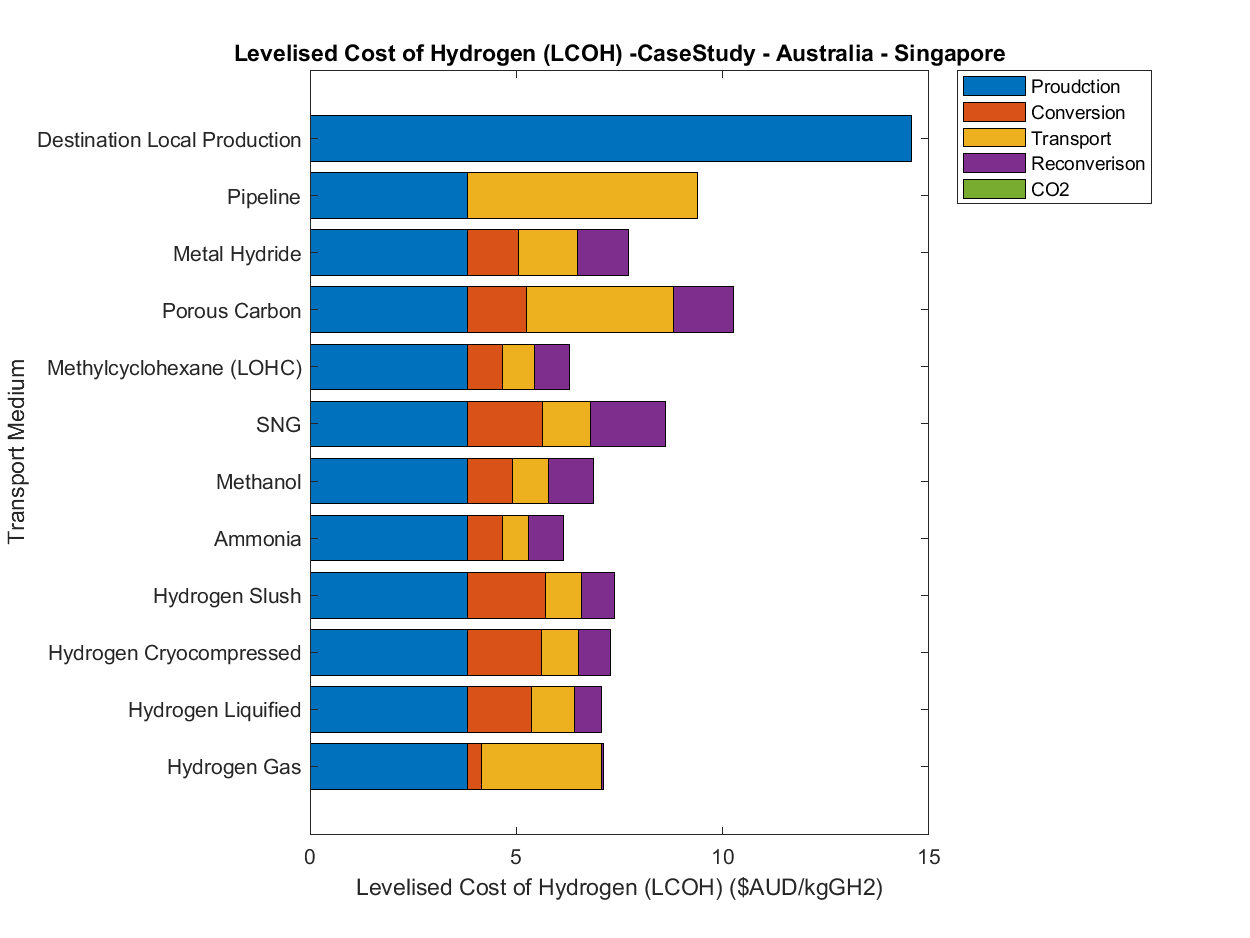 Levelised Cost of Hydrogen (LCOH) -CaseStudy - Australia - Singapore
Proudction
Conversion
Transport
Reconverison
CO2
Transport Medium
Destination Local Production
Pipeline
Metal Hydride
Porous Carbon
Methylcyclohexane (LOHC)
SNG
Methanol
Ammonia
Hydrogen Slush
Hydrogen Cryocompressed
Hydrogen Liquified
Hydrogen Gas
0 5 10 15
Levelised Cost of Hydrogen (LCOH) ($AUD/kgGH2)